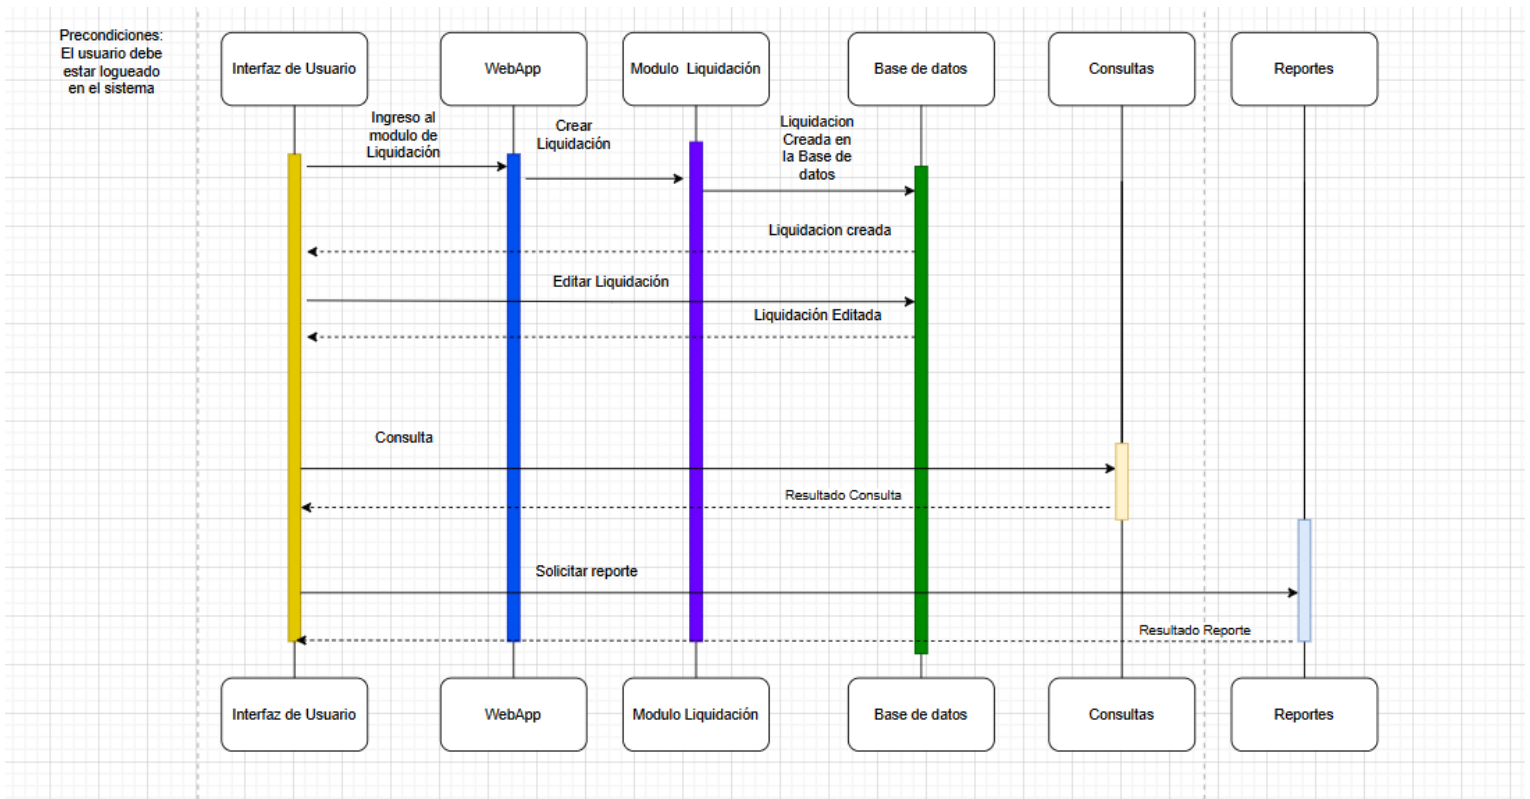 Precondiciones:
El usuario debe
estar logueado
en el sistema
Interfaz de Usuario
WebApp
Modulo Liquidación
Base de datos
Consultas
Reportes
Ingreso al
modulo de
Liquidación
Crear
Liquidación
Liquidacion
Creada en
la Base de
datos
Liquidacion creada
Editar Liquidación
Liquidación Editada
Consulta
Resultado Consulta
Solicitar reporte
Resultado Reporte
Interfaz de Usuario
WebApp
Modulo Liquidación
Base de datos
Consultas
Reportes